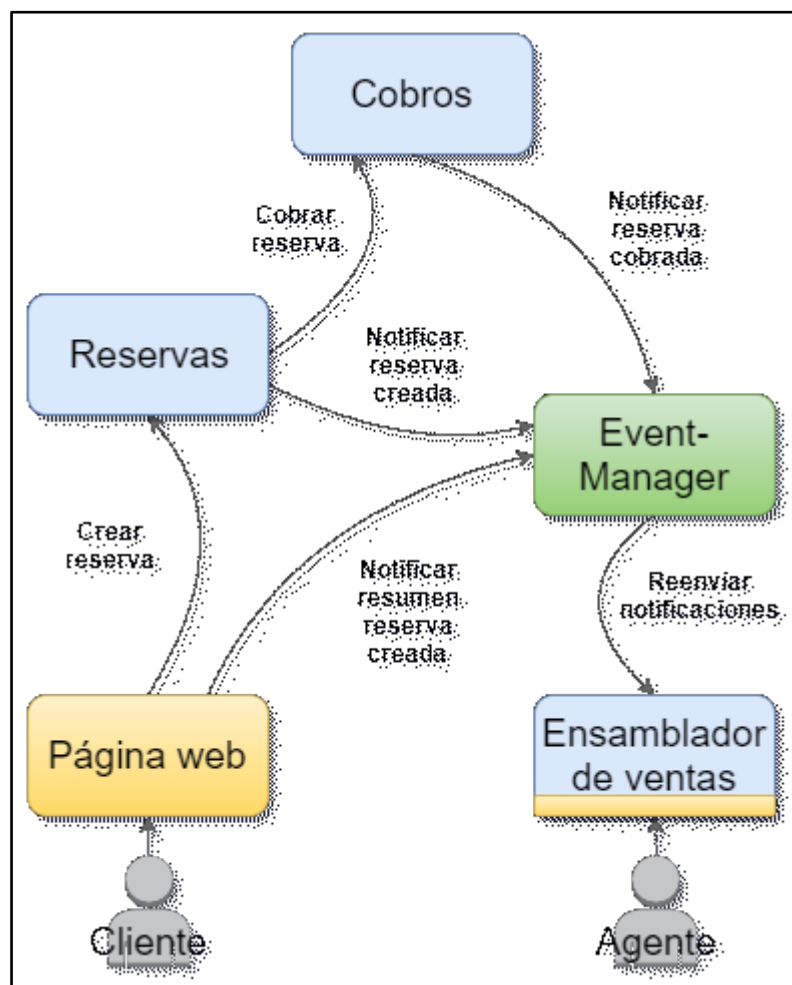 Cobros
Cobrar
reserva
Notificar
reserva
cobrada
Reservas
Notificar
reserva
creada
Event-
Manager
Crear
reserva
Notificar
resumen
reserva
creada
Reenviar
notificaciones
Página web
Ensamblador
de ventas
Cliente
Agente